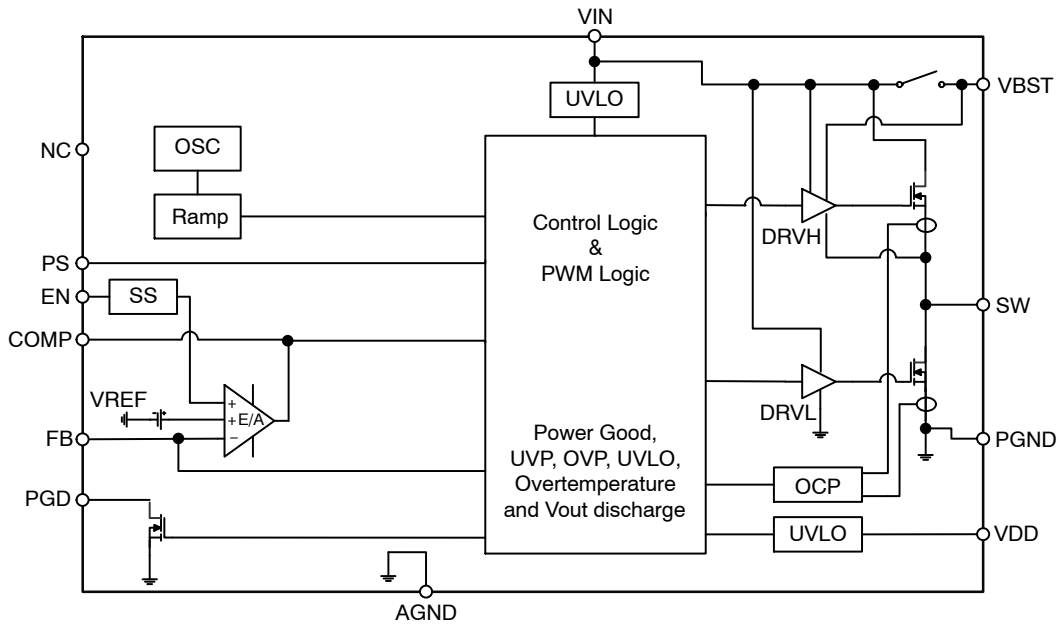 VIN
VBST
UVLO
NC
OSC
Ramp
Control Logic
&
PWM Logic
DRVH
PS
EN
SS
SW
COMP
VREF
+
+ E/A
−
DRVL
FB
Power Good,
UVP, OVP, UVLO,
Overtemperature
and Vout discharge
PGND
PGD
OCP
UVLO
VDD
AGND